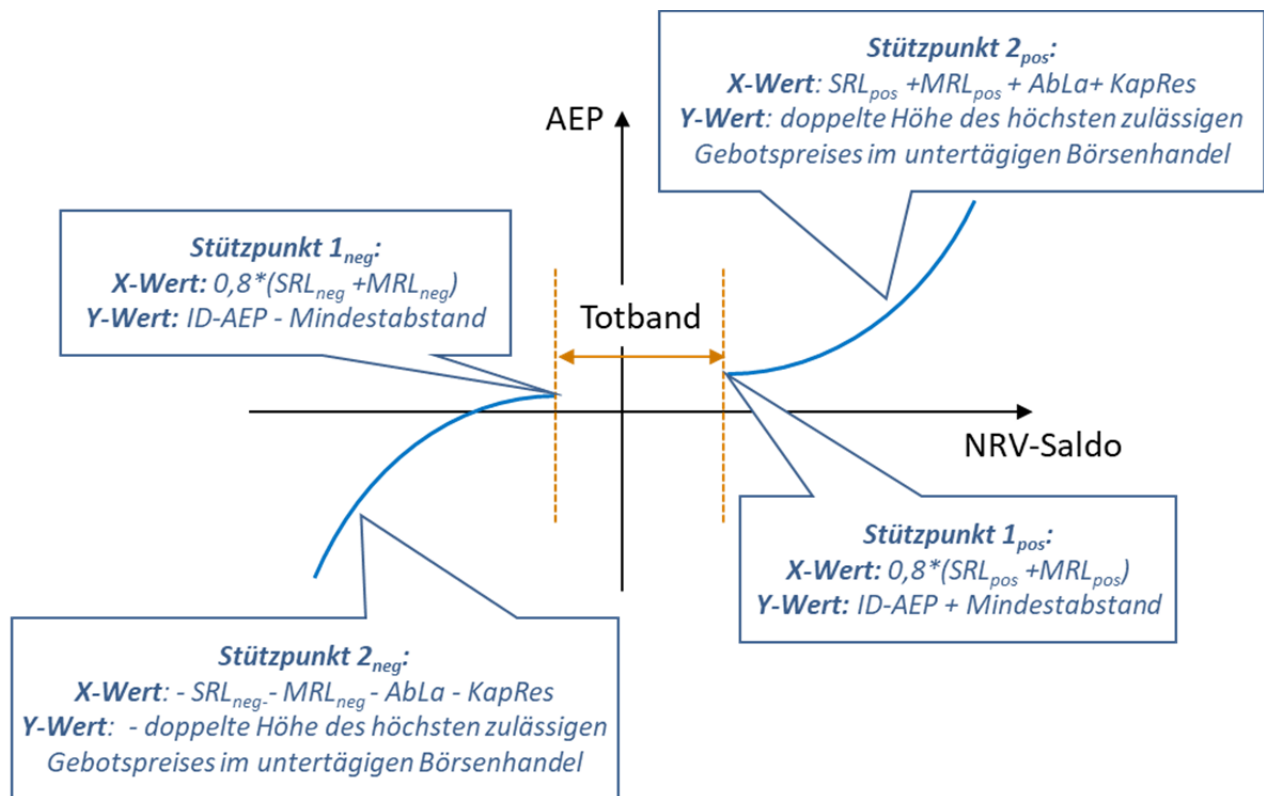 Stützpunkt 2pos:
X-Wert: SRLpos +MRLpos + AbLa+ KapRes
Y-Wert: doppelte Höhe des höchsten zulässigen
Gebotspreises im untertägigen Börsenhandel
AEP
Stützpunkt 1neg:
X-Wert: 0,8*(SRLneg +MRLneg)
Y-Wert: ID-AEP - Mindestabstand
Totband
NRV-Saldo
Stützpunkt 1pos:
X-Wert: 0,8*(SRLpos +MRLpos)
Y-Wert: ID-AEP + Mindestabstand
Stützpunkt 2neg:
X-Wert: - SRLneg- - MRLneg - AbLa - KapRes
Y-Wert: - doppelte Höhe des höchsten zulässigen
Gebotspreises im untertägigen Börsenhandel